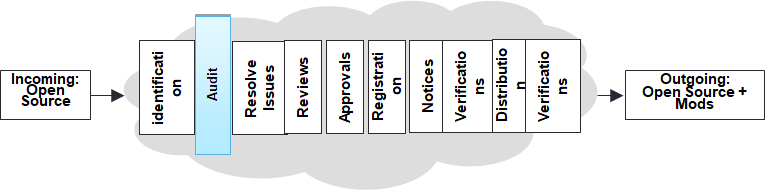 Incoming:
Open
Source
identificati
on
Audit
Resolve
Issues
Reviews
Approvals
Registrati
on
Notices
Verificatio
ns
Distributio
n
Verificatio
ns
Outgoing:
Open Source +
Mods